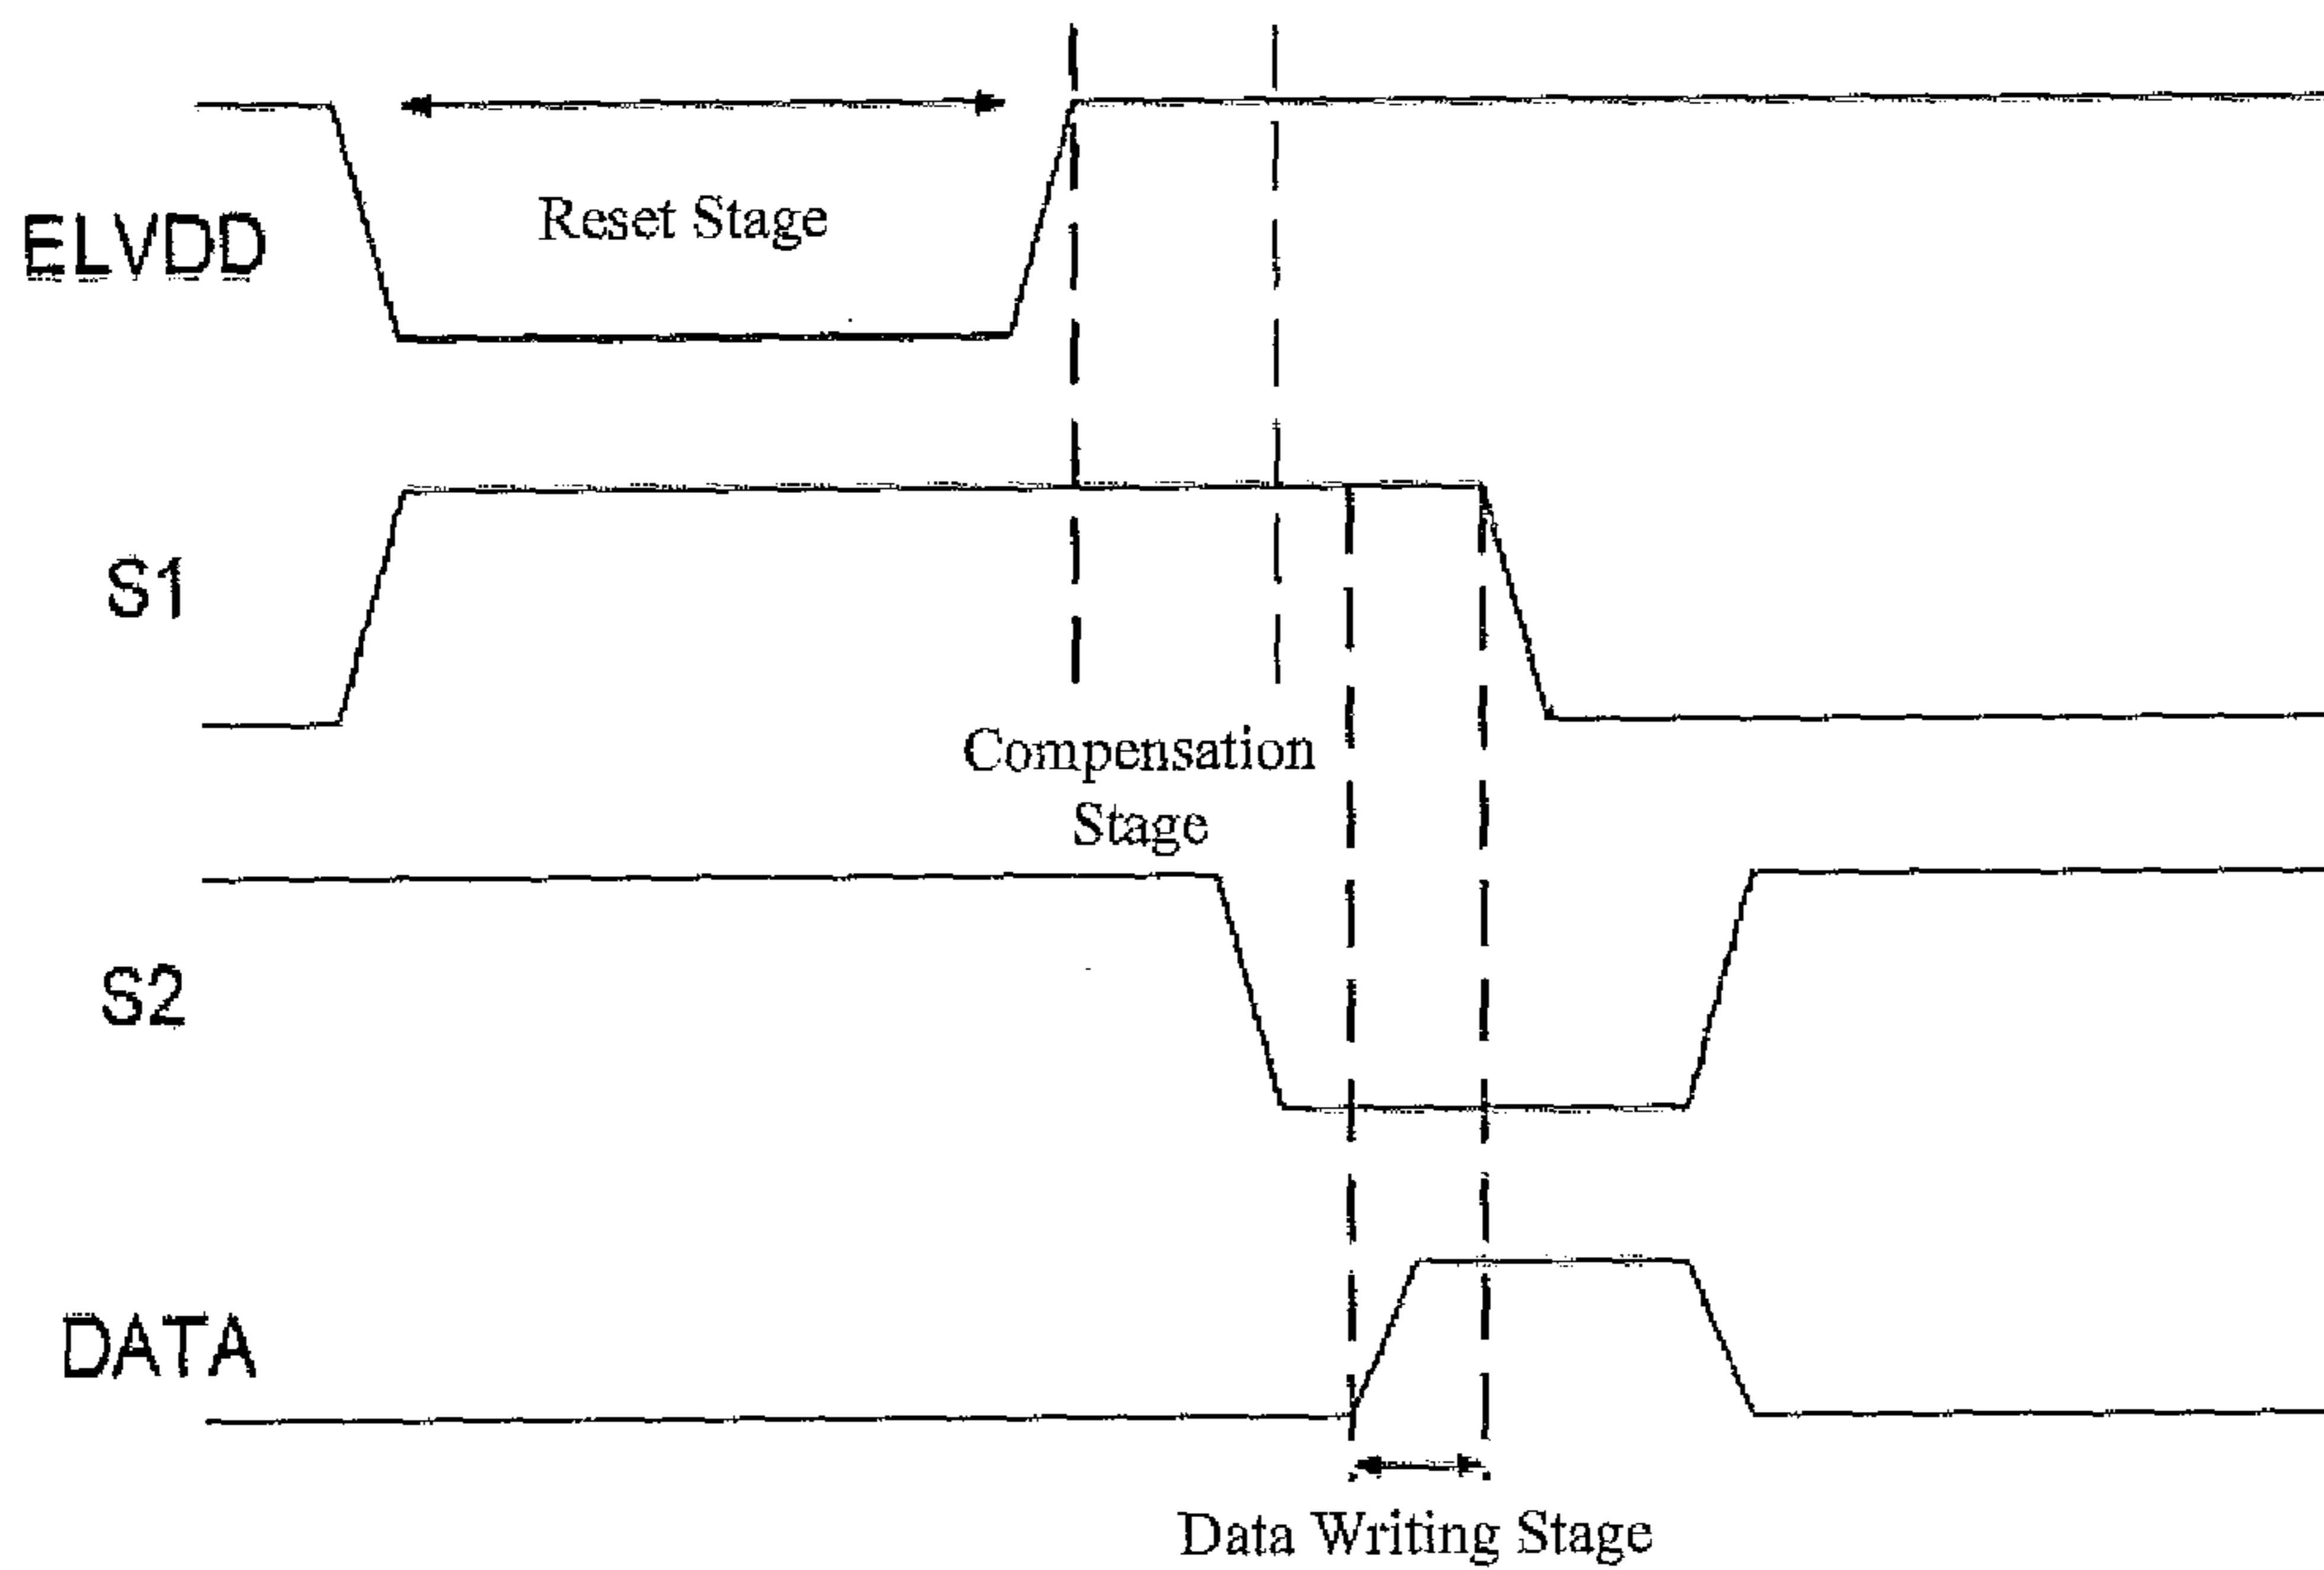 Reset Stage
ELVDD
S1
Compensation
Stage
S2
DATA
Data Writing Stage